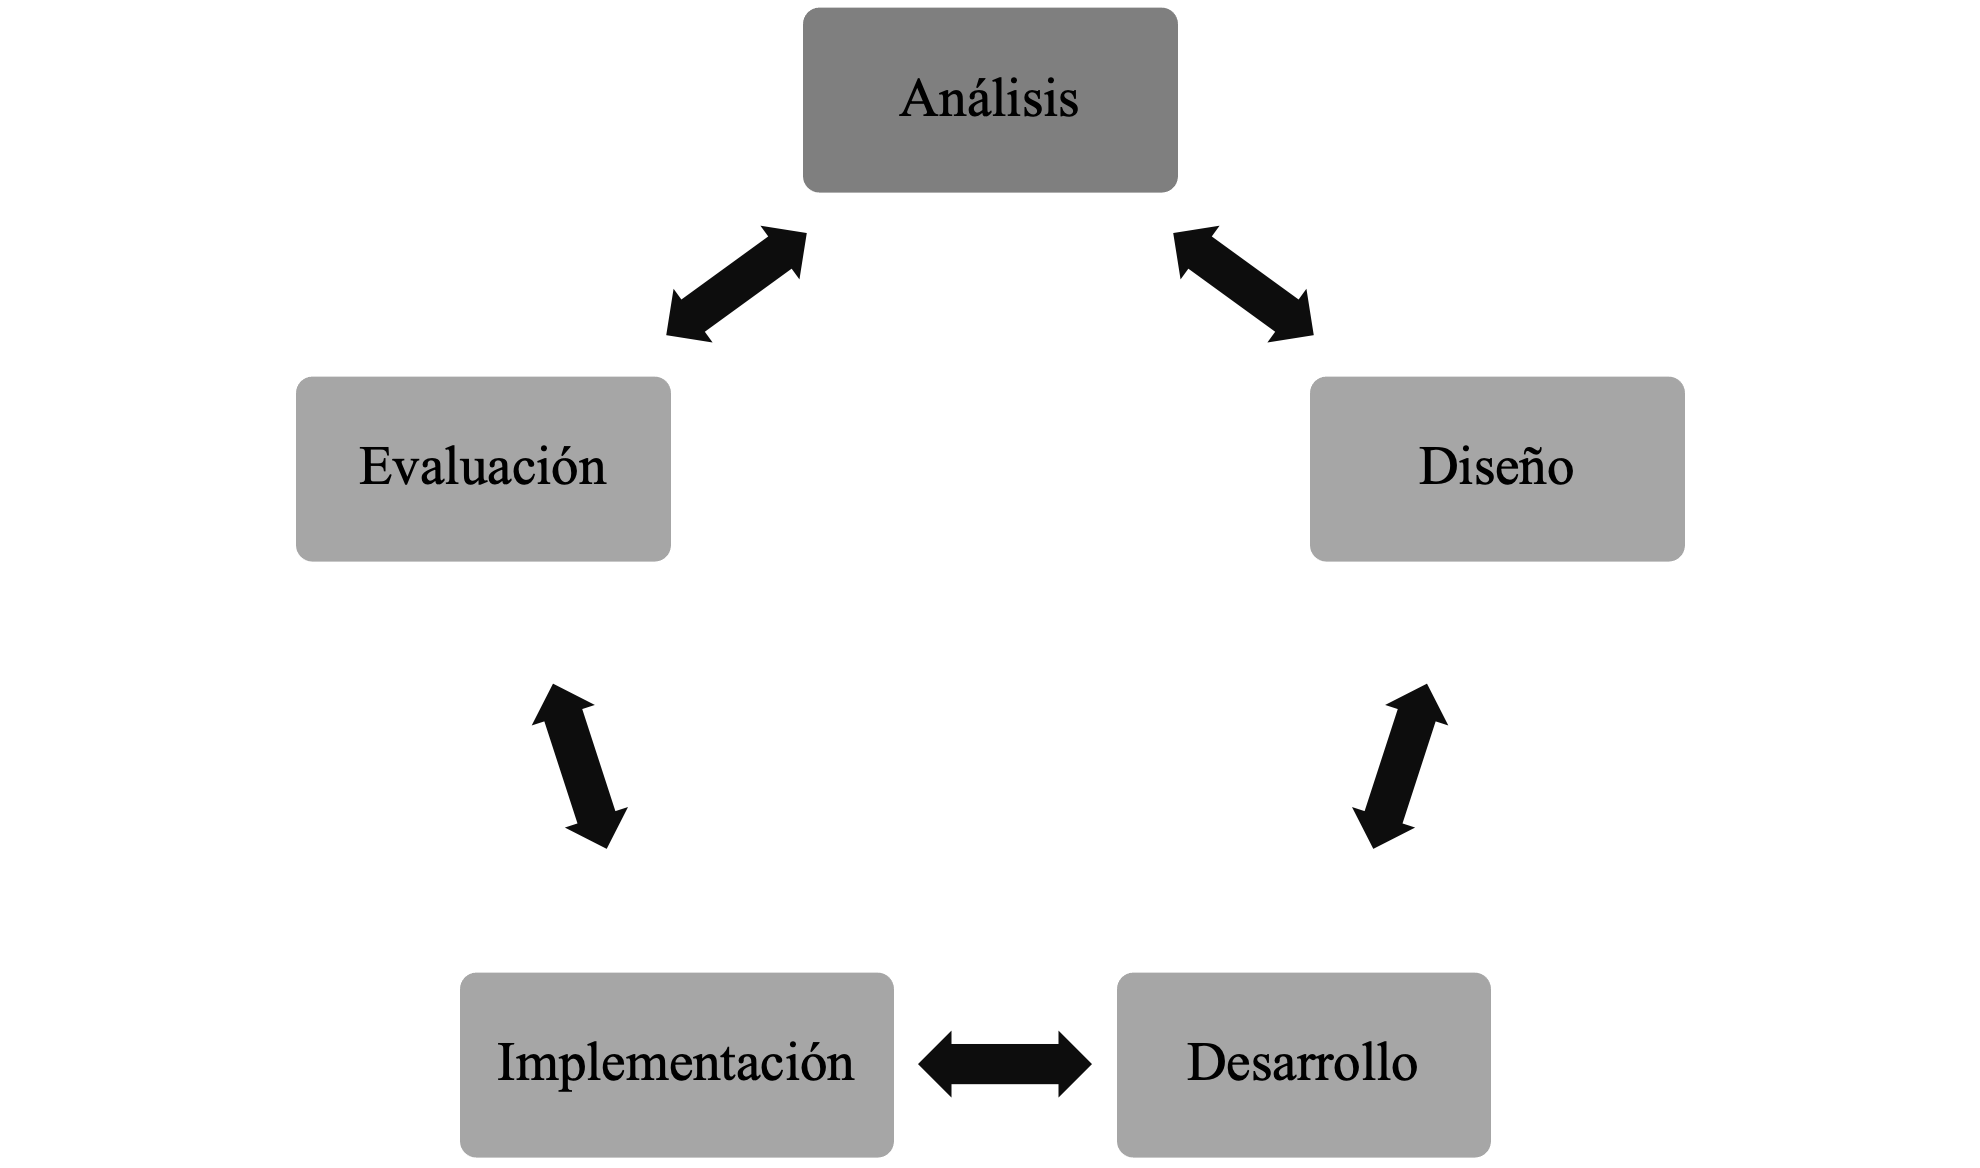 Análisis
Evaluación
Diseño
Implementación
Desarrollo